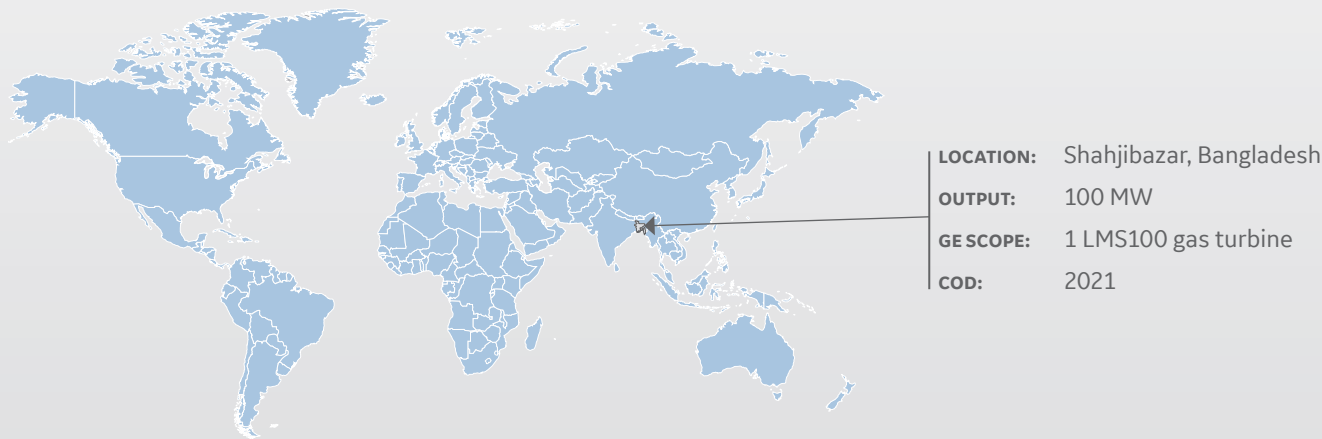 LOCATION: Shahjibazar, Bangladesh
OUTPUT: 100 MW
GE SCOPE: 1 LMS100 gas turbine
COD: 2021